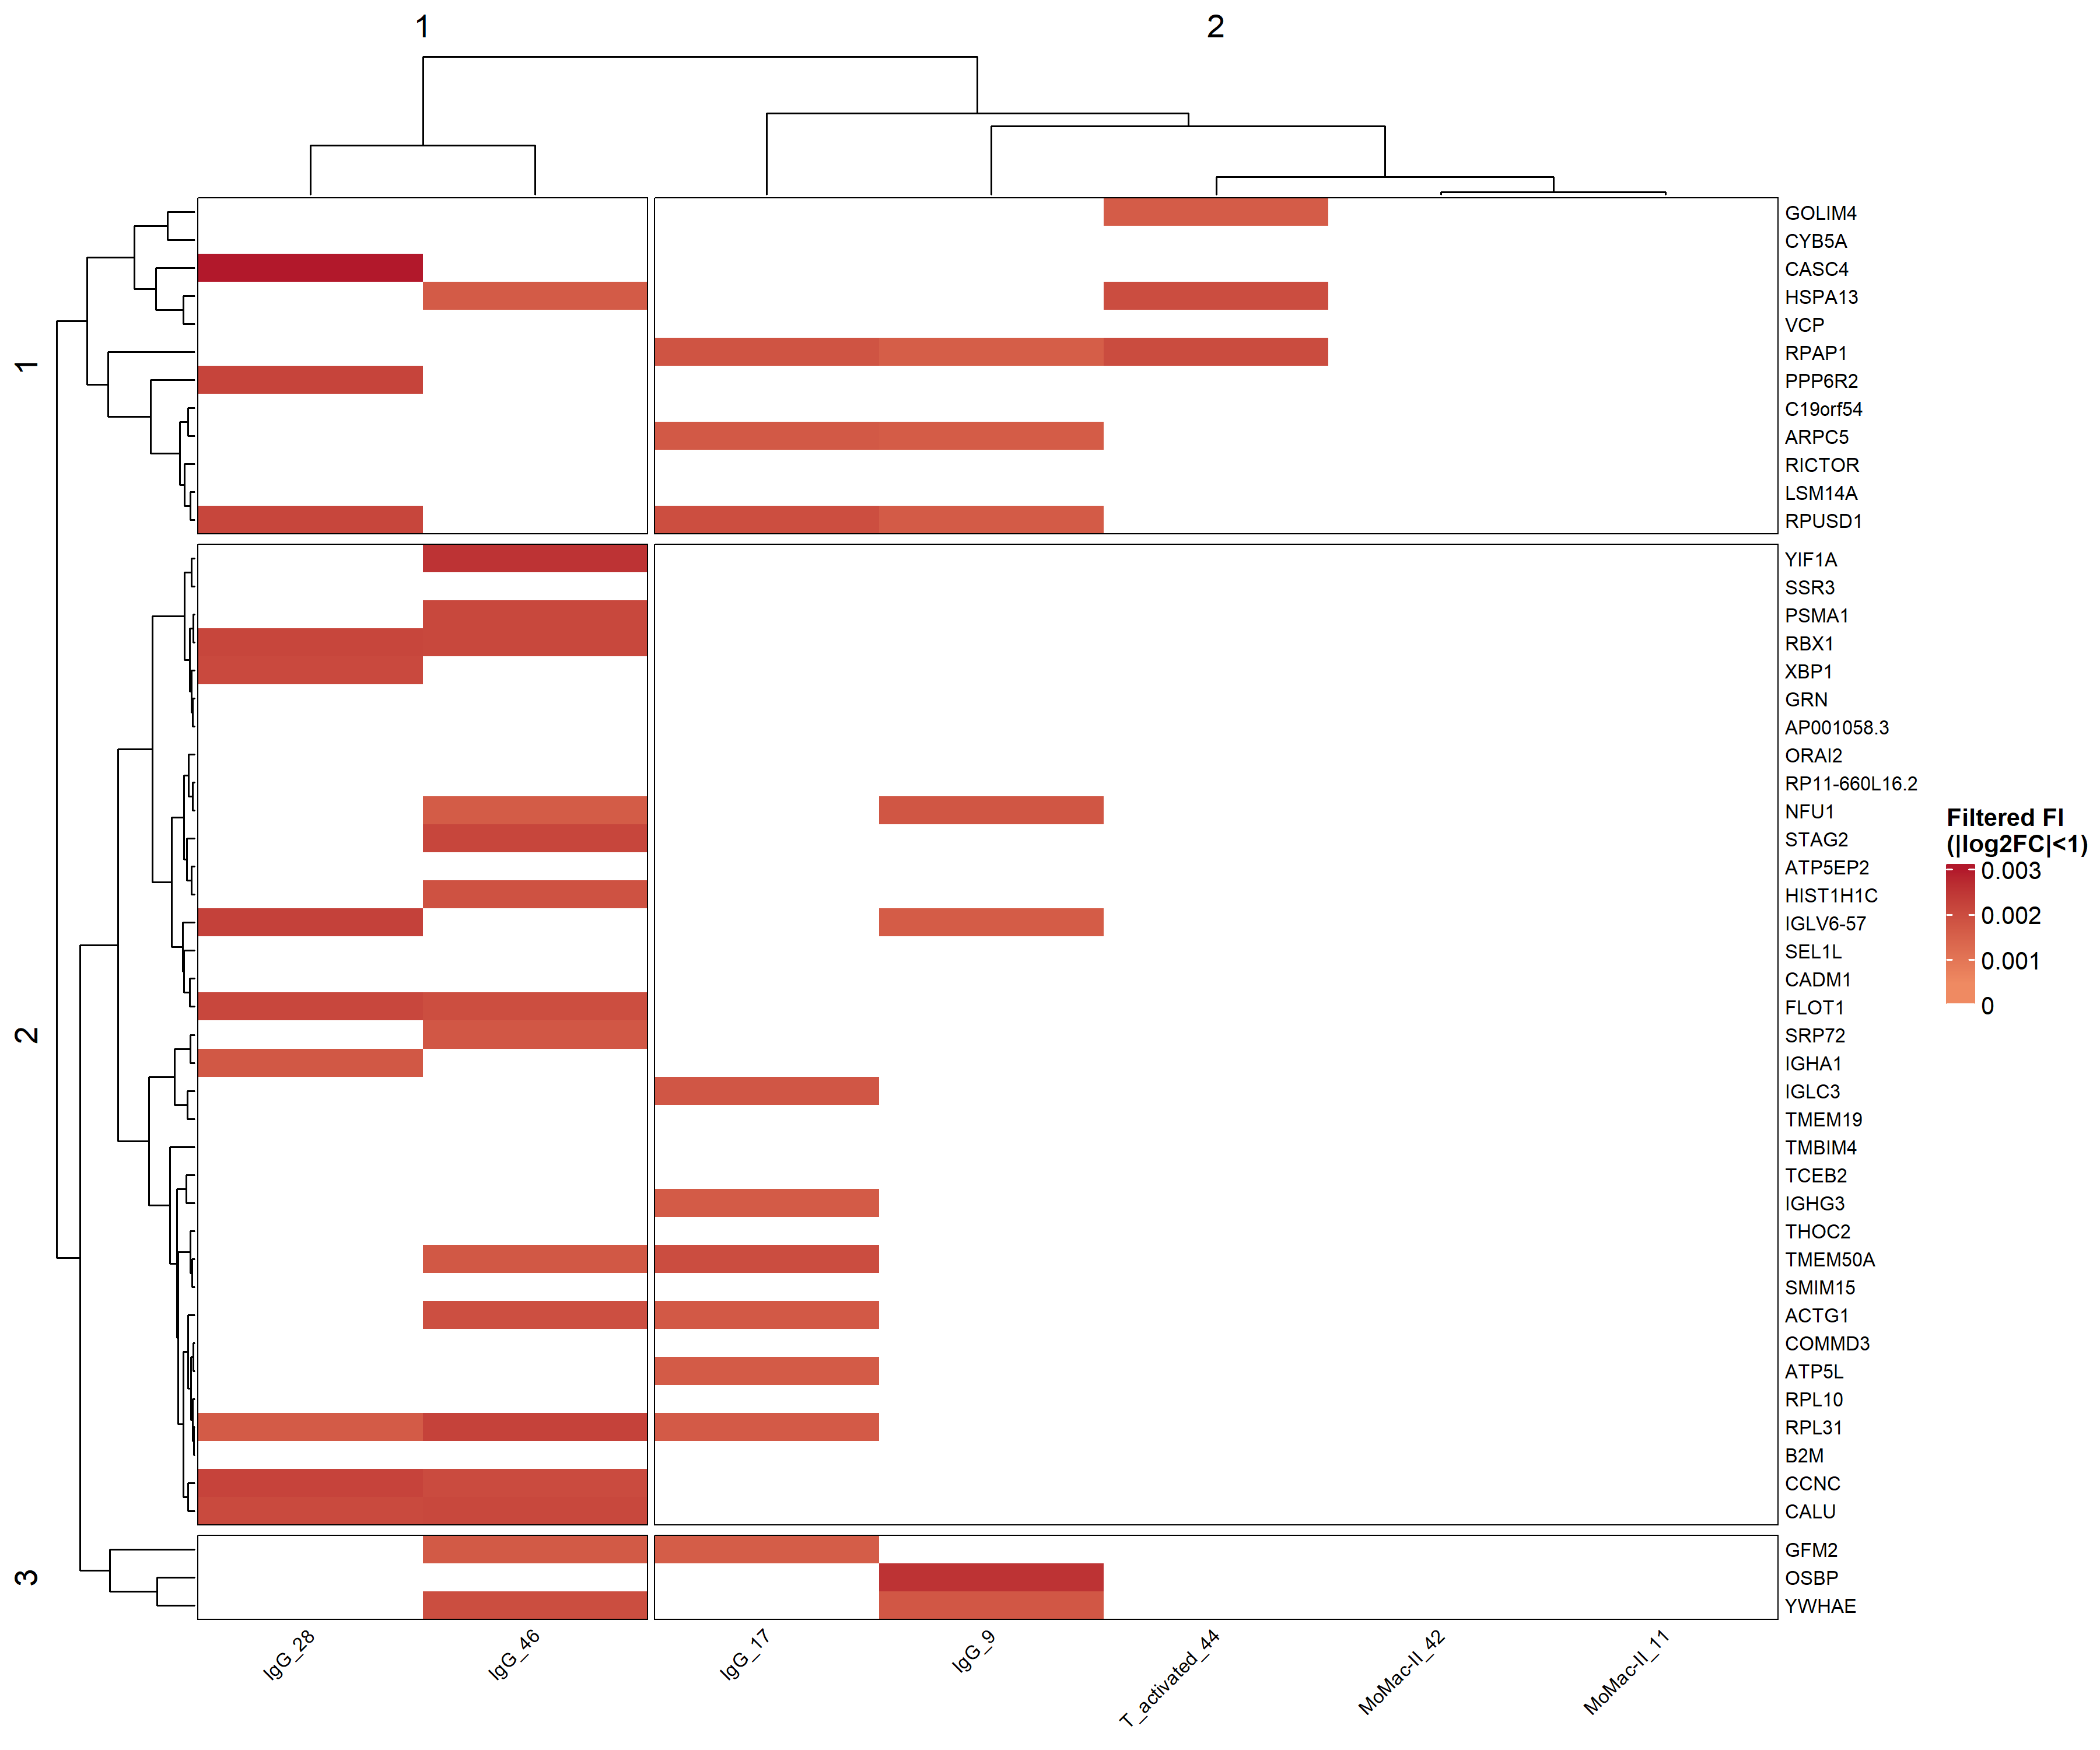 1
2
1
2
3
GOLIM4
CYB5A
CASC4
HSPA13
VCP
RPAP1
PPP6R2
C19orf54
ARPC5
RICTOR
LSM14A
RPUSD1
YIF1A
SSR3
PSMA1
RBX1
XBP1
GRN
AP001058.3
ORAI2
RP11-660L16.2
NFU1
STAG2
ATP5EP2
HIST1H1C
IGLV6-57
SEL1L
CADM1
FLOT1
SRP72
IGHA1
IGLC3
TMEM19
TMBIM4
TCEB2
IGHG3
THOC2
TMEM50A
SMIM15
ACTG1
COMMD3
ATP5L
RPL10
RPL31
B2M
CCNC
CALU
GFM2
OSBP
YWHAE
IgG_28
IgG_46
IgG_17
IgG_9
T_activated_44
MoMac-II_42
MoMac-II_11
Filtered FI
(|log2FC|<1)
0.003
0.002
0.001
0